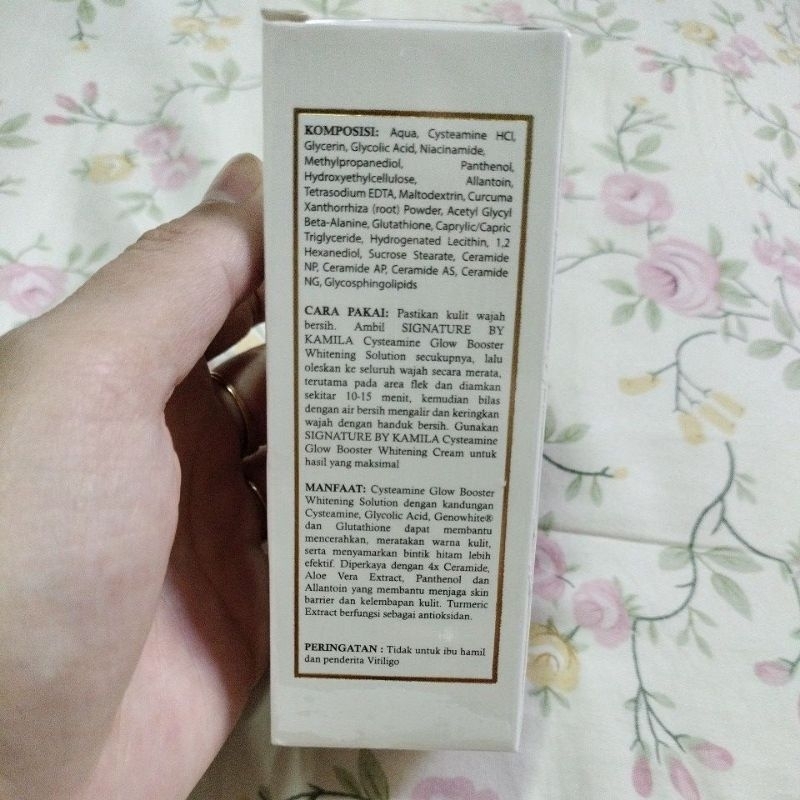 KOMPOSISI: Aqua, Cysteamine HCl,
Glycerin, Glycolic Acid, Niacinamide,
Methylpropanediol, Panthenol,
Hydroxyethylcellulose, Allantoin,
Tetrasodium EDTA, Maltodextrin, Curcuma
Xanthorrhiza (root) Powder, Acetyl Glycyl
Beta-Alanine, Glutathione, Caprylic/Capric
Triglyceride, Hydrogenated Lecithin, 1,2
Hexanediol, Sucrose Stearate, Ceramide
NP, Ceramide AP, Ceramide AS, Ceramide
NG, Glycosphingolipids
CARA PAKAI: Pastikan kulit wajah
bersih. Ambil SIGNATURE BY
KAMILA Cysteamine Glow Booster
Whitening Solution secukupnya, lalu
oleskan ke seluruh wajah secara merata,
terutama pada area flek dan diamkan
sekitar 10-15 menit, kemudian bilas
dengan air bersih mengalir dan keringkan
wajah dengan handuk bersih. Gunakan
SIGNATURE BY KAMILA Cysteamine
Glow Booster Whitening Cream untuk
hasil yang maksimal
MANFAAT: Cysteamine Glow Booster
Whitening Solution dengan kandungan
Cysteamine, Glycolic Acid, Genowhite®
dan Glutathione dapat membantu
mencerahkan, meratakan warna kulit,
serta menyamarkan bintik hitam lebih
efektif. Diperkaya dengan 4x Ceramide,
Aloe Vera Extract, Panthenol dan
Allantoin yang membantu menjaga skin
barrier dan kelembapan kulit. Turmeric
Extract berfungsi sebagai antioksidan.
PERINGATAN : Tidak untuk ibu hamil
dan penderita Vitiligo